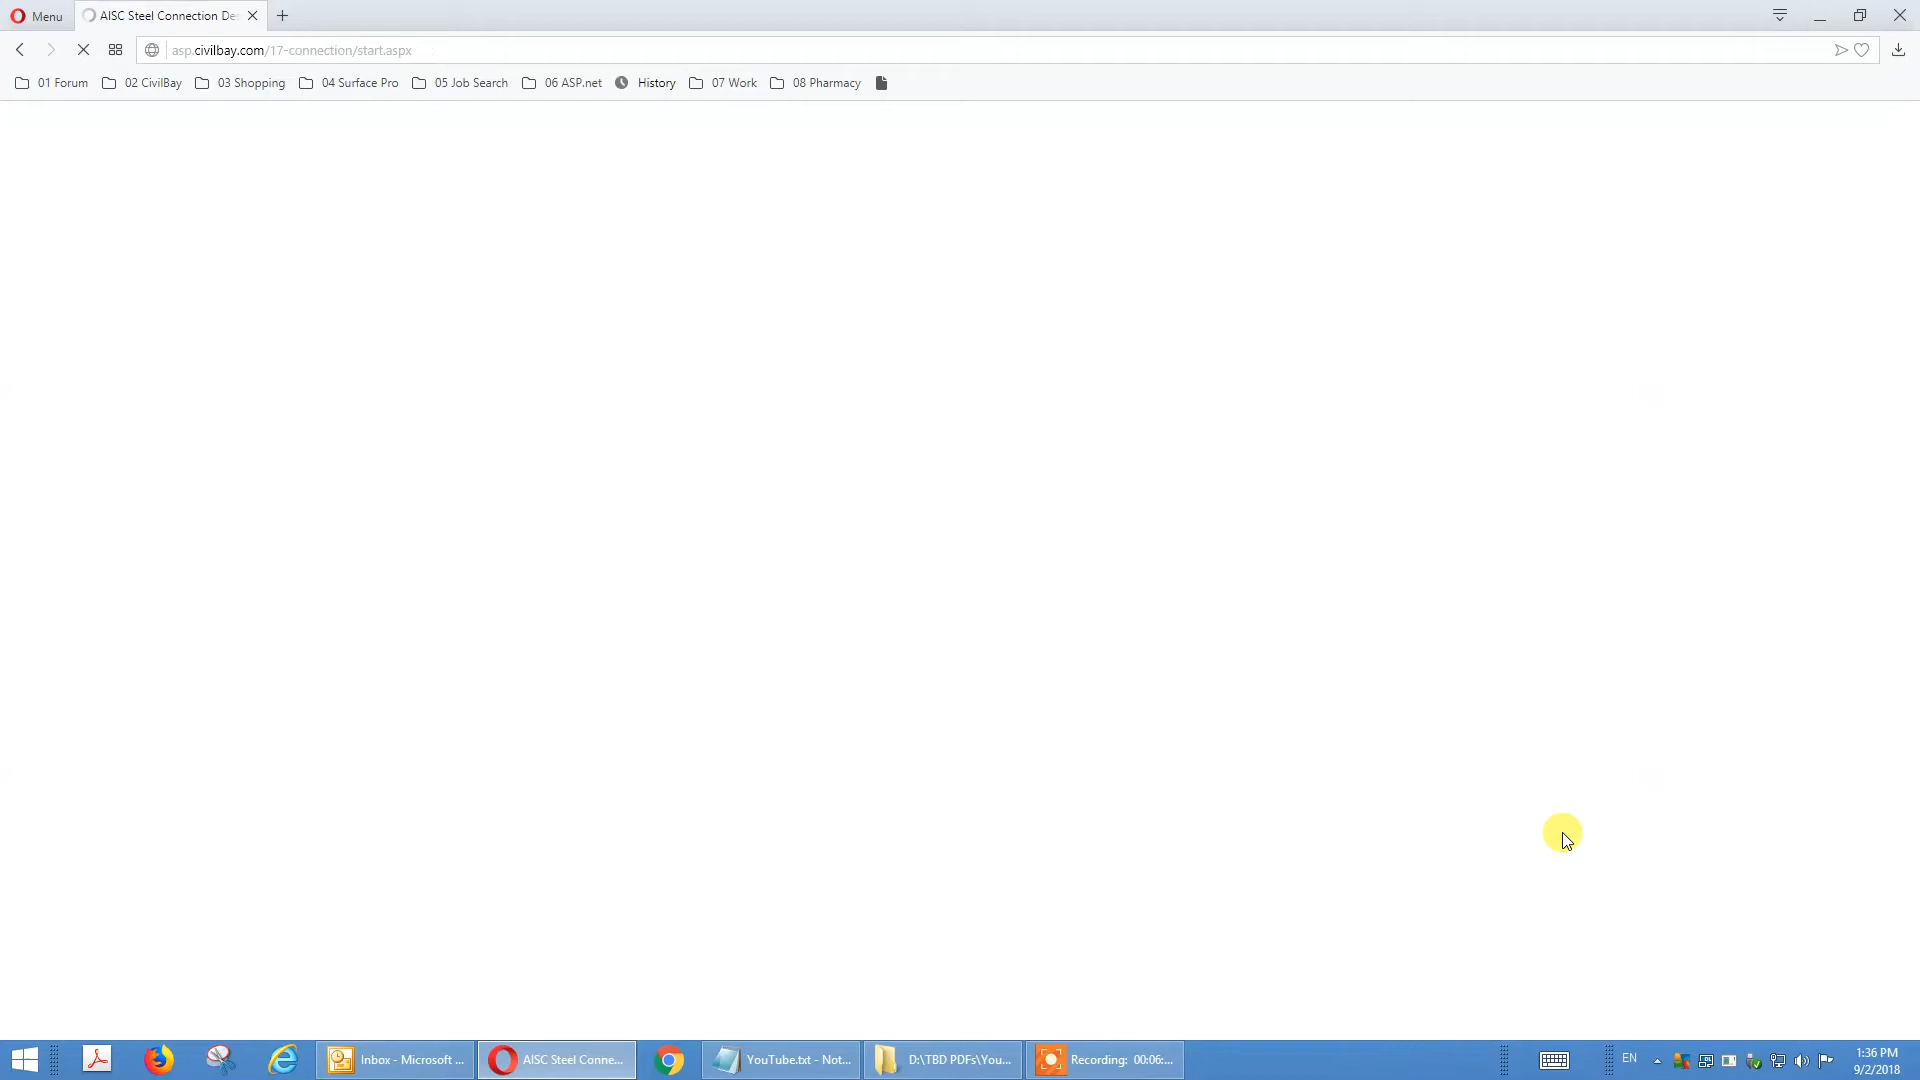 Menu
AISC Steel Connection De
asp.civilbay.com/17-connection/start.aspx
01 Forum 02 CivilBay 03 Shopping 04 Surface Pro 05 Job Search 06 ASP.net History 07 Work 08 Pharmacy
Inbox - Microsoft ... AISC Steel Conne... YouTube.txt - Not... D:\TBD PDFs\You... Recording: 00:06:... EN 1:36 PM
9/2/2018